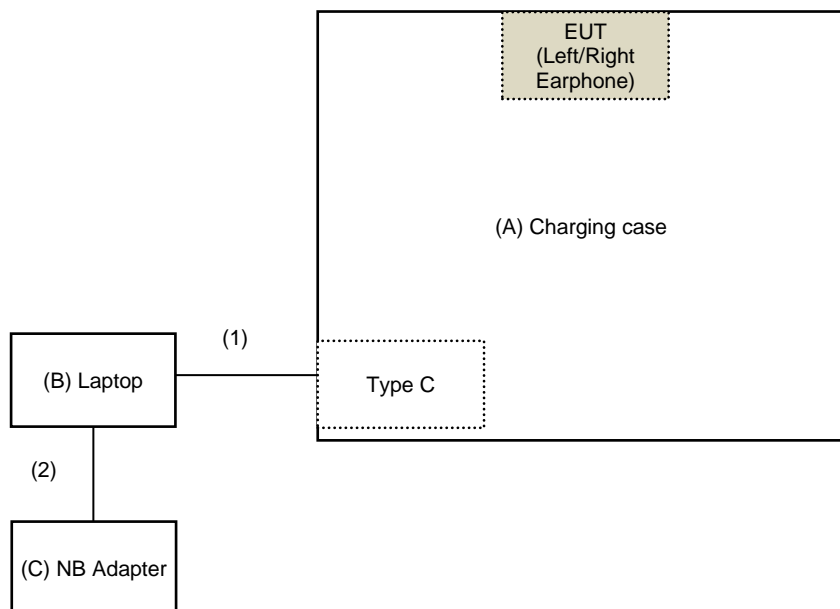 EUT
(Left/Right
Earphone)
(A) Charging case
(1)
(B) Laptop
Type C
(2)
(C) NB Adapter